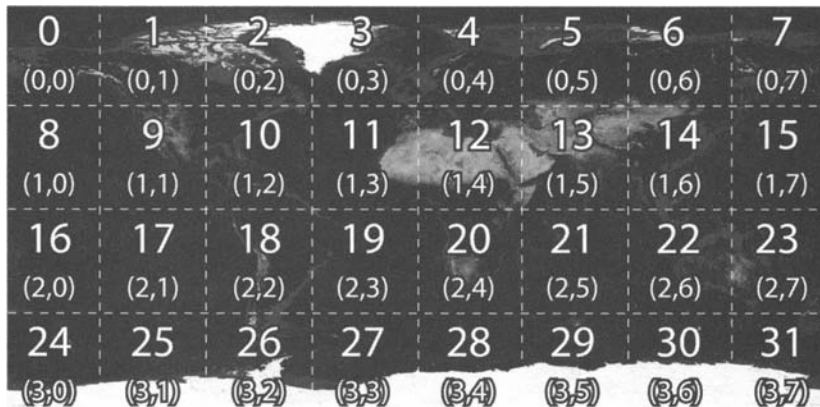 0 1 2 3 4 5 6 7
(0,0) (0,1) (0,2) (0,3) (0,4) (0,5) (0,6) (0,7)
8 9 10 11 12 13 14 15
(1,0) (1,1) (1,2) (1,3) (1,4) (1,5) (1,6) (1,7)
16 17 18 19 20 21 22 23
(2,0) (2,1) (2,2) (2,3) (2,4) (2,5) (2,6) (2,7)
24 25 26 27 28 29 30 31
(3,0) (3,1) (3,2) (3,3) (3,4) (3,5) (3,6) (3,7)